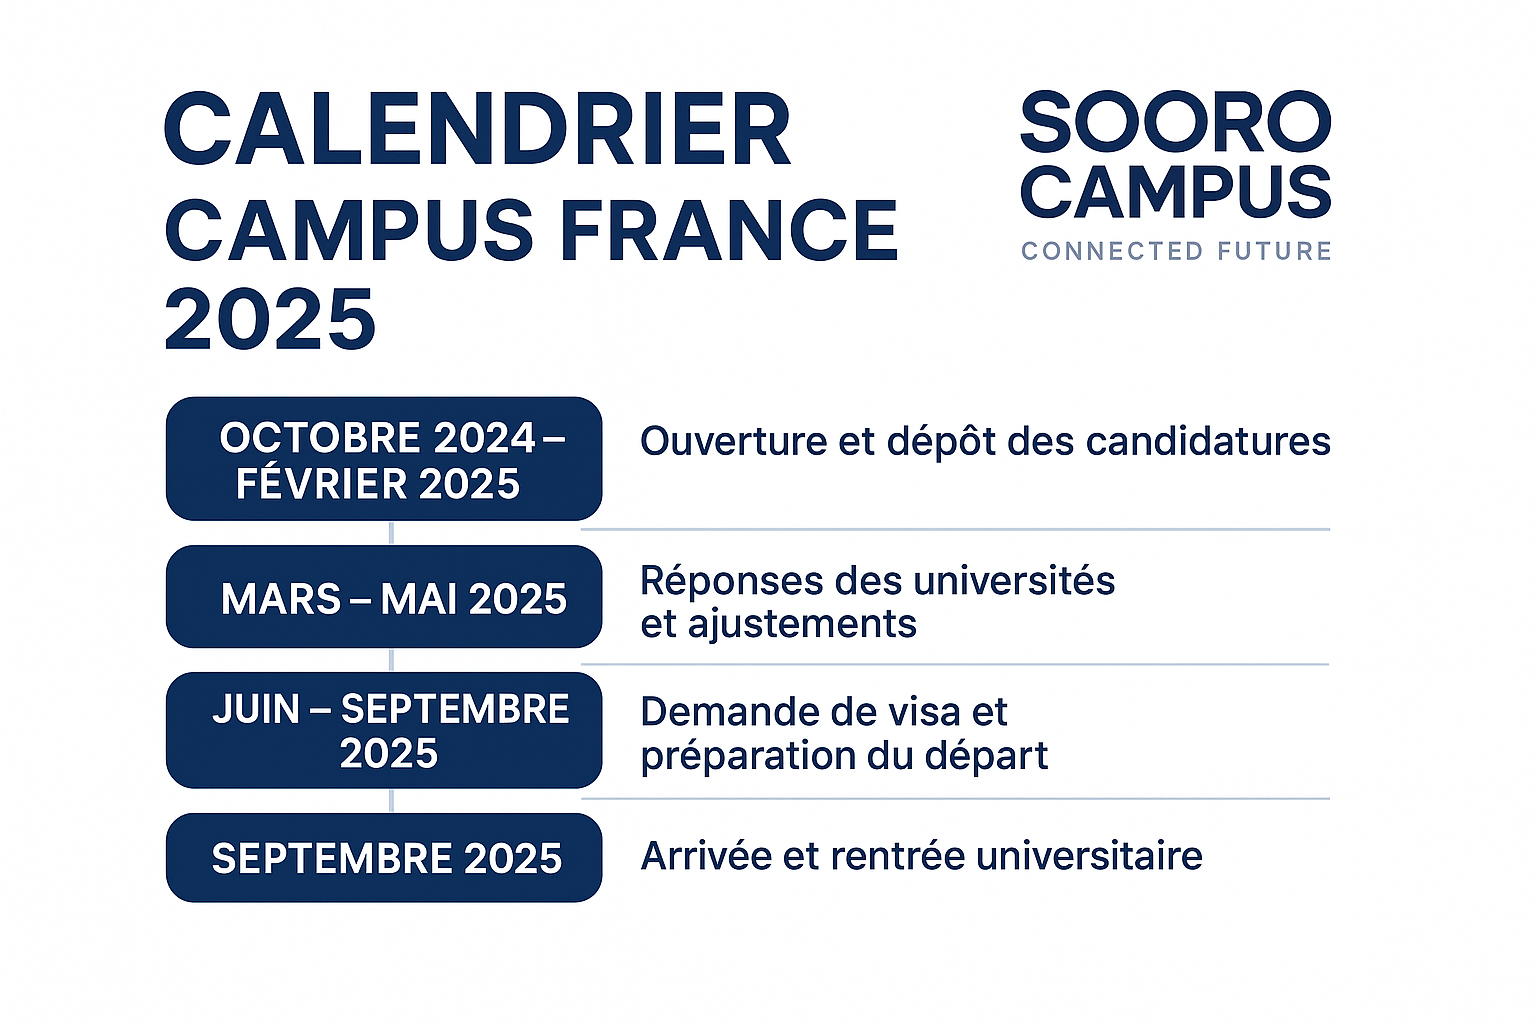 CALENDRIER
CAMPUS FRANCE
2025
SOORO
CAMPUS
CONNECTED FUTURE
OCTOBRE 2024 –
FÉVRIER 2025
Ouverture et dépôt des candidatures
MARS – MAI 2025
Réponses des universités
et ajustements
JUIN – SEPTEMBRE
2025
Demande de visa et
préparation du départ
SEPTEMBRE 2025
Arrivée et rentrée universitaire